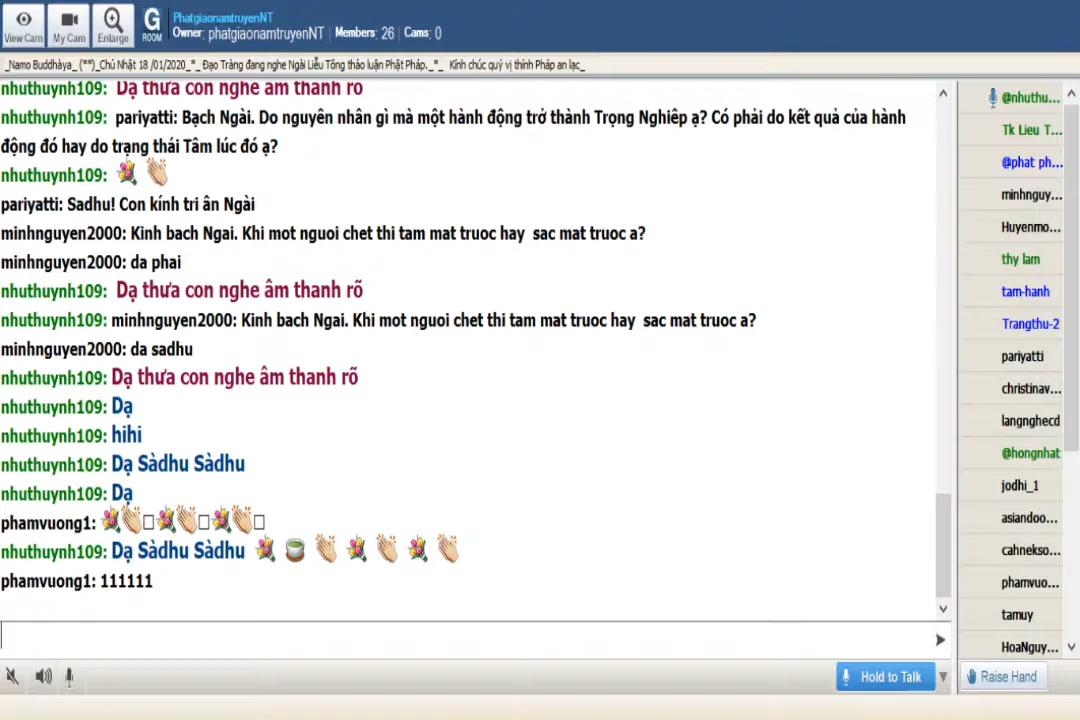 PhatgiaonamtruyenNT
Owner: phatgiaonamtruyenNT Members: 26 Cams: 0
View Cam My Cam Enlarge G ROOM
_Namo Buddhàya_ (**)_Chủ Nhật 18 /01/2020_*_ Đạo Tràng đang nghe Ngài Liễu Tông thảo luận Phật Pháp._*_ Kính chúc quý vị thính Pháp an lạc_
nhuthuynh109: Dạ thưa con nghe âm thanh rõ
nhuthuynh109: pariyatti: Bạch Ngài. Do nguyên nhân gì mà một hành động trở thành Trọng Nghiêp ạ? Có phải do kết quả của hành
động đó hay do trạng thái Tâm lúc đó ạ?
nhuthuynh109:
pariyatti: Sadhu! Con kính tri ân Ngài
minhnguyen2000: Kinh bach Ngai. Khi mot nguoi chet thi tam mat truoc hay sac mat truoc a?
minhnguyen2000: da phai
nhuthuynh109: Dạ thưa con nghe âm thanh rõ
nhuthuynh109: minhnguyen2000: Kinh bach Ngai. Khi mot nguoi chet thi tam mat truoc hay sac mat truoc a?
minhnguyen2000: da sadhu
nhuthuynh109: Dạ thưa con nghe âm thanh rõ
nhuthuynh109: Dạ
nhuthuynh109: hihi
nhuthuynh109: Dạ Sàdhu Sàdhu
nhuthuynh109: Dạ
phamvuong1:
nhuthuynh109: Dạ Sàdhu Sàdhu
phamvuong1: 111111
@nhuthu...
Tk Lieu T...
@phat ph...
minhnguy...
Huyenmo...
thy lam
tam-hanh
Trangthu-2
pariyatti
christinav...
langnghecd
@hongnhat
jodhi_1
asiandoo...
cahnekso...
phamvuo...
tamuy
HoaNguy...
Hold to Talk
Raise Hand